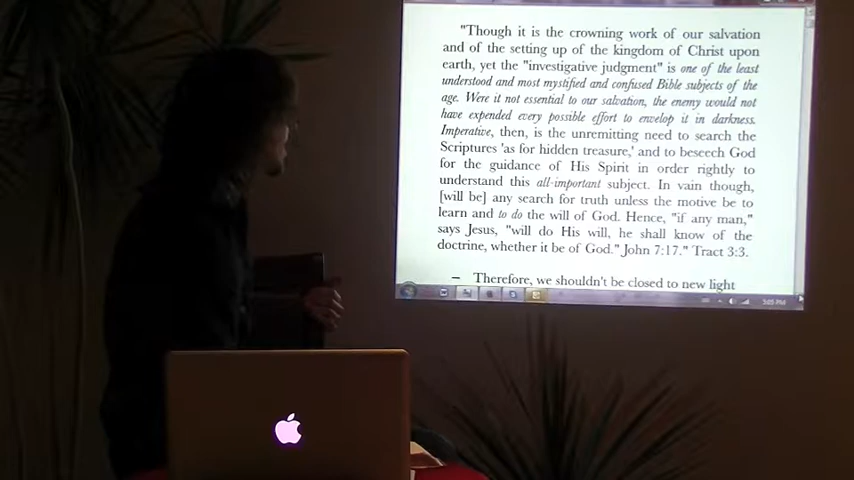 "Though it is the crowning work of our salvation
and of the setting up of the kingdom of Christ upon
earth, yet the "investigative judgment" is one of the least
understood and most mystified and confused Bible subjects of the
age. Were it not essential to our salvation, the enemy would not
have expended every possible effort to envelop it in darkness.
Imperative, then, is the unremitting need to search the
Scriptures 'as for hidden treasure,' and to beseech God
for the guidance of His Spirit in order rightly to
understand this all-important subject. In vain though,
[will be] any search for truth unless the motive be to
learn and to do the will of God. Hence, "if any man,"
says Jesus, "will do His will, he shall know of the
doctrine, whether it be of God." John 7:17." Tract 3:3.
– Therefore, we shouldn't be closed to new light
5:05 PM